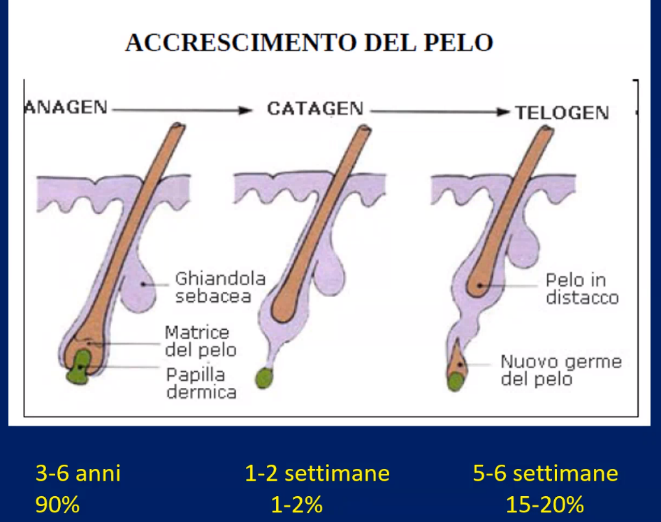 ACCRESCIMENTO DEL PELO
ANAGEN CATAGEN TELOGEN
Ghiandola
sebacea
Matrice
del pelo
Papilla
dermica
Pelo in
distacco
Nuovo germe
del pelo
3-6 anni 1-2 settimane 5-6 settimane
90% 1-2% 15-20%